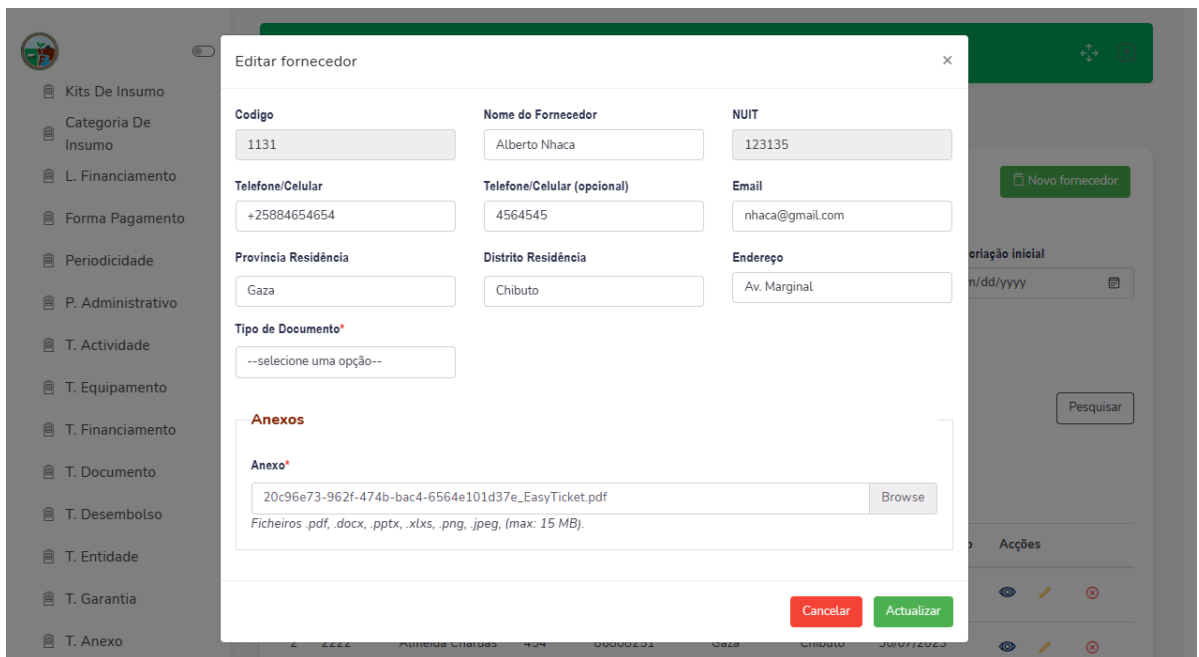 Editar fornecedor
×
Kits De Insumo
Categoria De
Insumo
L. Financiamento
Forma Pagamento
Periodicidade
P. Administrativo
T. Actividade
T. Equipamento
T. Financiamento
T. Documento
T. Desembolso
T. Entidade
T. Garantia
T. Anexo
Codigo Nome do Fornecedor NUIT
1131 Alberto Nhaca 123135
Telefone/Celular Telefone/Celular (opcional) Email
+25884654654 4564545 nhaca@gmail.com
Provincia Residência Distrito Residência Endereço
Gaza Chibuto Av. Marginal
Tipo de Documento*
--selecione uma opção--
Anexos
Anexo*
20c96e73-962f-474b-bac4-6564e101d37e_EasyTicket.pdf Browse
Ficheiros .pdf, .docx, .pptx, .xlxs, .png, .jpeg, (max: 15 MB).
Cancelar Actualizar
Novo fornecedor
criação inicial
/dd/yyyy
Pesquisar
Acções
2 2222 Almeida Chardas 454 Gaza Chibuto